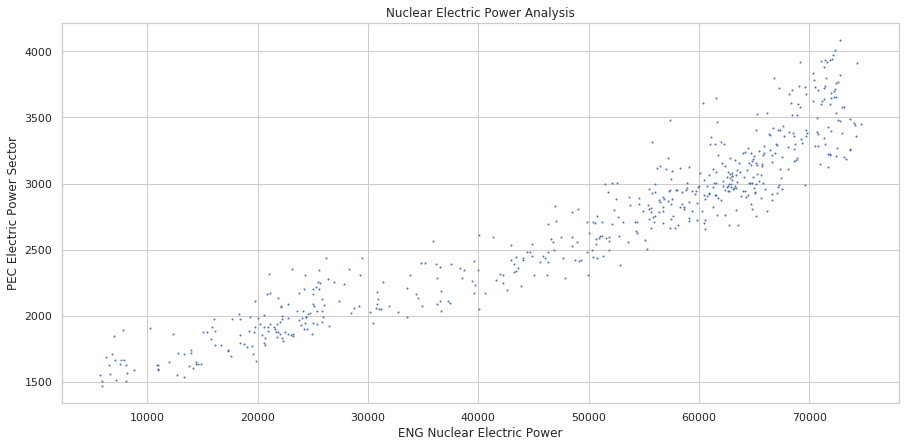 Nuclear Electric Power Analysis
4000
3500
3000
2500
2000
1500
PEC Electric Power Sector
10000 20000 30000 40000 50000 60000 70000
ENG Nuclear Electric Power